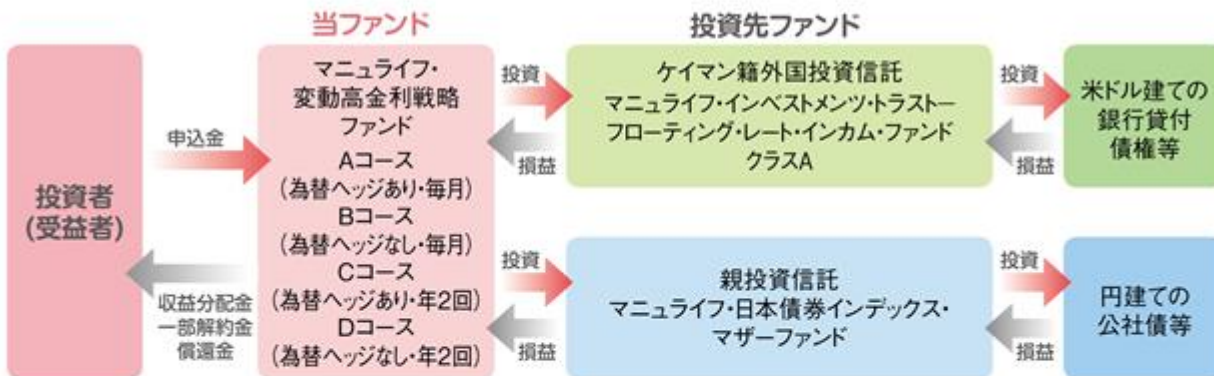 当ファンド
投資先ファンド
投資者
(受益者)
申込金
収益分配金
一部解約金
償還金
マニュライフ・
変動高金利戦略
ファンド
Aコース
(為替ヘッジあり・毎月)
Bコース
(為替ヘッジなし・毎月)
Cコース
(為替ヘッジあり・年2回)
Dコース
(為替ヘッジなし・年2回)
投資
損益
ケイマン籍外国投資信託
マニュライフ・インベストメンツ・トラストー
フローティング・レート・インカム・ファンド
クラスA
投資
損益
米ドル建ての
銀行貸付
債権等
投資
損益
親投資信託
マニュライフ・日本債券インデックス・
マザーファンド
投資
損益
円建ての
公社債等